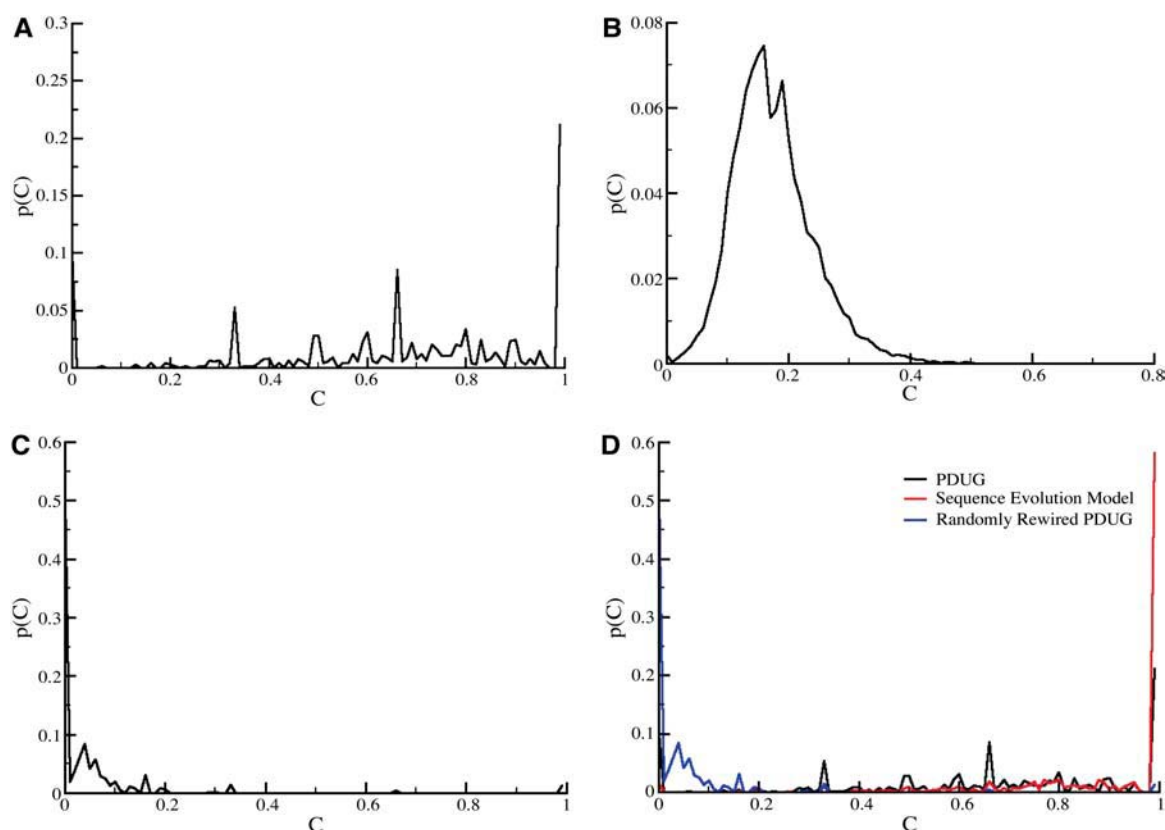 A
0.3
0.25
0.2
0.15
0.1
0.05
0
p(C)
0 0.2 0.4 0.6 0.8 1
C
B
0.08
0.06
0.04
0.02
0
p(C)
0 0.2 0.4 0.6 0.8
C
C
0.6
0.5
0.4
0.3
0.2
0.1
0
p(C)
0 0.2 0.4 0.6 0.8 1
C
D
0.6
0.5
0.4
0.3
0.2
0.1
0
p(C)
PDUG
Sequence Evolution Model
Randomly Rewired PDUG
0 0.2 0.4 0.6 0.8 1
C